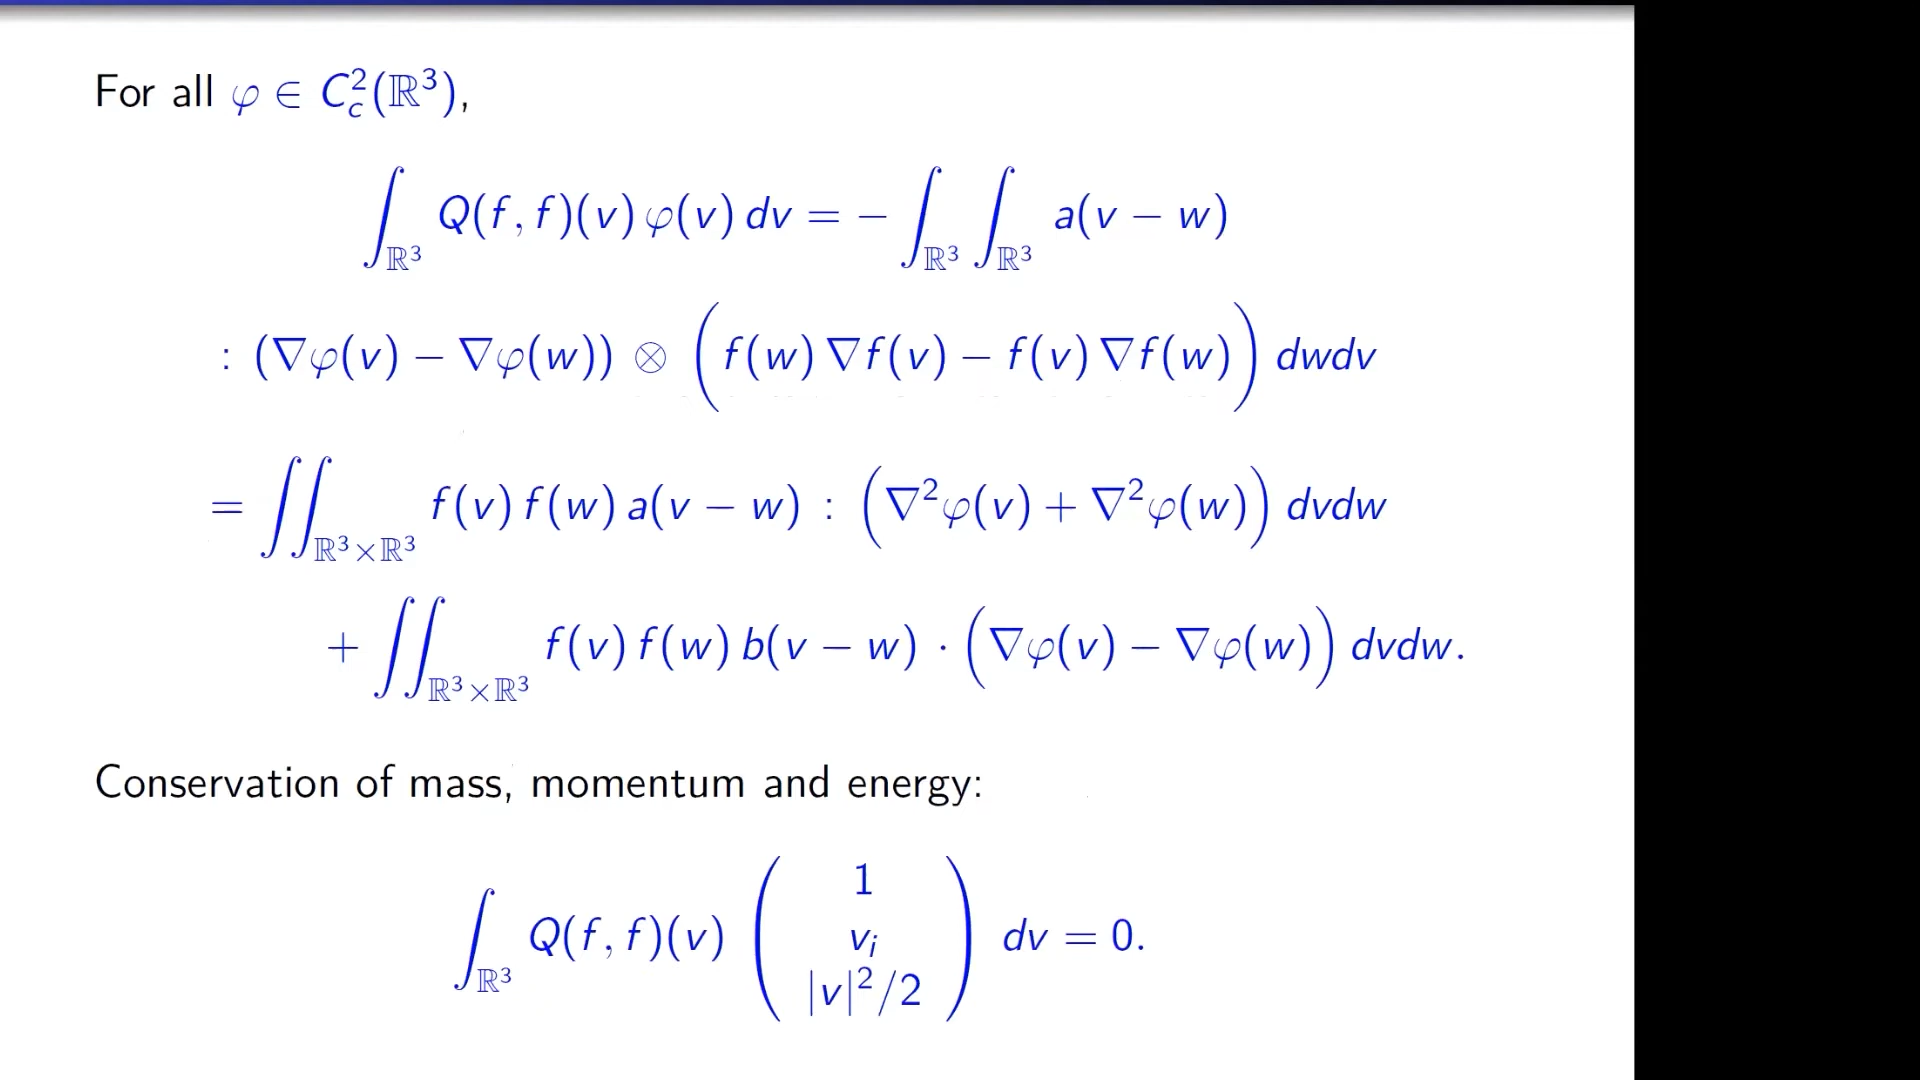 For all φ ∈ C_c^2(ℝ^3),
∫_{ℝ^3} Q(f, f)(v) φ(v) dv = − ∫_{ℝ^3} ∫_{ℝ^3} a(v − w)
: (∇φ(v) − ∇φ(w)) ⊗ (f(w) ∇f(v) − f(v) ∇f(w)) dwdv
= ∬_{ℝ^3×ℝ^3} f(v) f(w) a(v − w) : (∇^2φ(v) + ∇^2φ(w)) dvdw
+ ∬_{ℝ^3×ℝ^3} f(v) f(w) b(v − w) · (∇φ(v) − ∇φ(w)) dvdw.
Conservation of mass, momentum and energy:
∫_{ℝ^3} Q(f, f)(v) ( 1 v_i |v|^2/2 ) dv = 0.